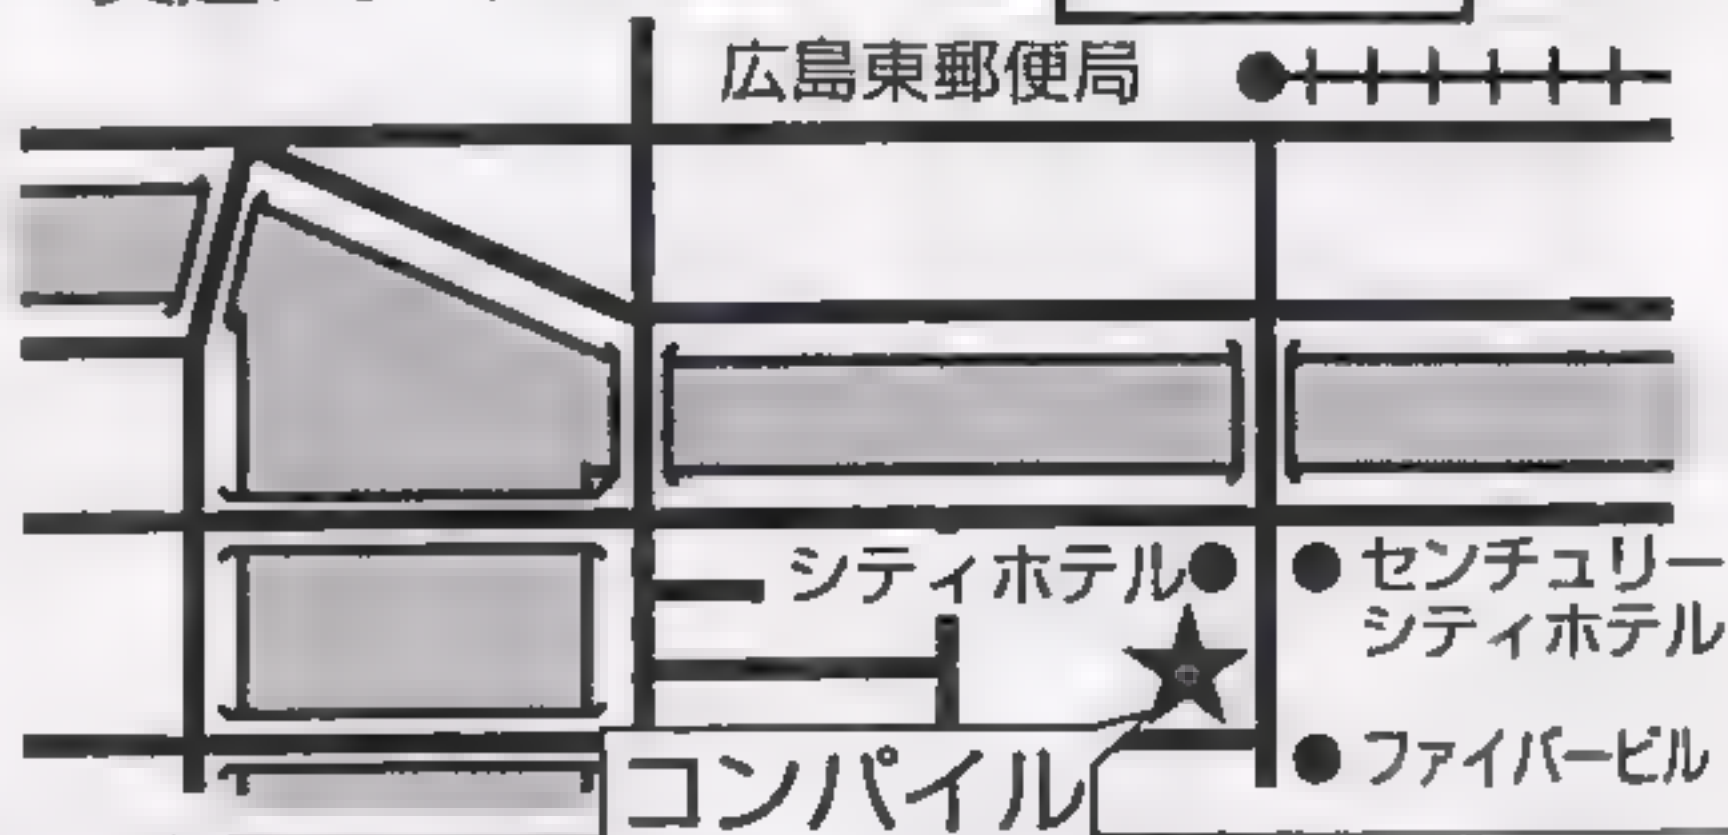 広島東郵便局
シティホテル
センチュリー
シティホテル
ファイバービル
コンパイル